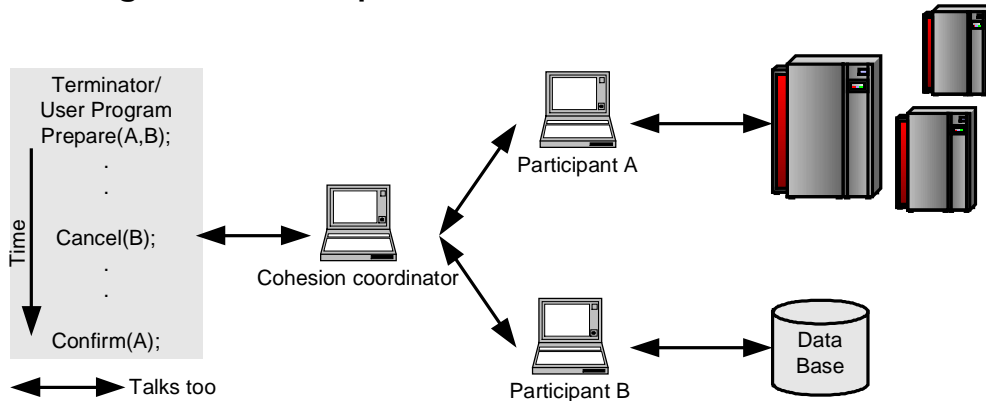 Terminator/
User Program
Prepare(A,B);
.
.
Cancel(B);
.
.
Confirm(A);
Time
Talks too
Cohesion coordinator
Participant A
Participant B
Data
Base